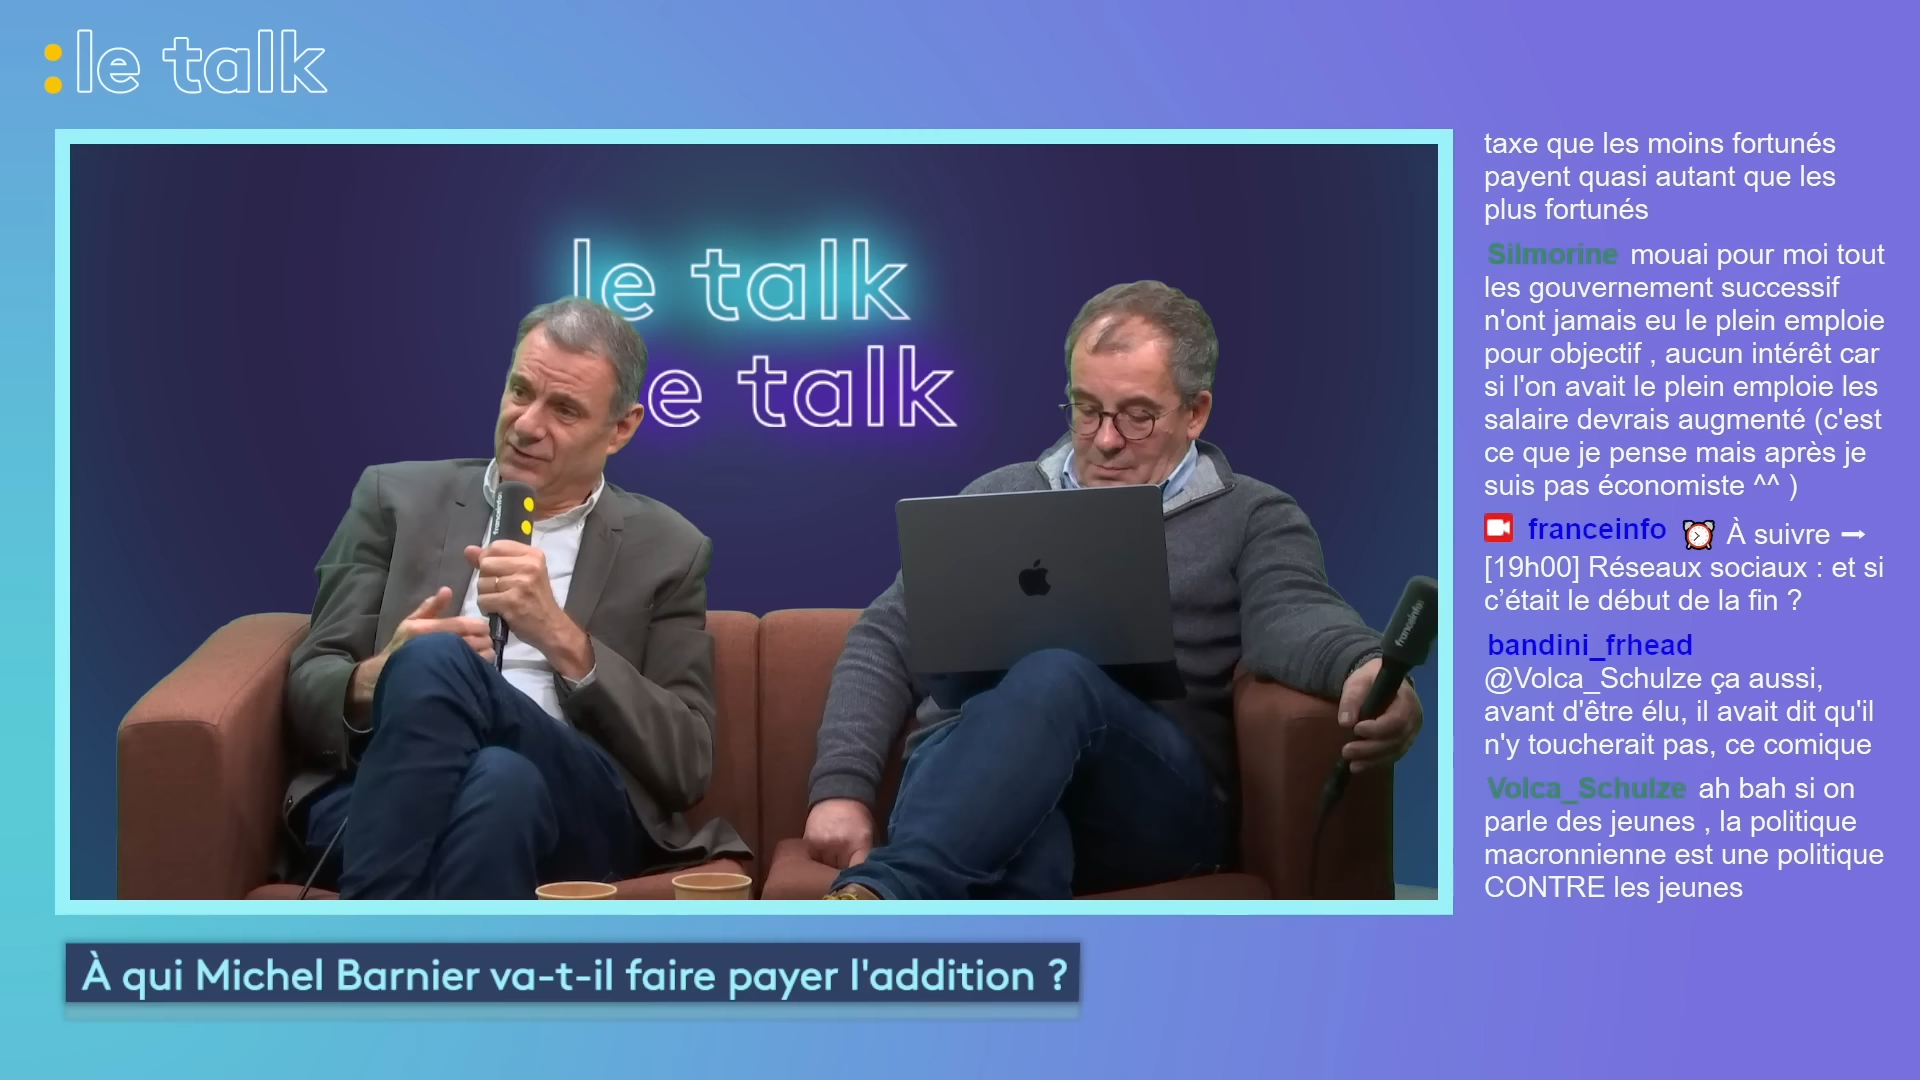 :le talk
le talk
le talk
franceinfo:
franceinfo:
taxe que les moins fortunés
payent quasi autant que les
plus fortunés
Silmorine mouai pour moi tout
les gouvernement successif
n'ont jamais eu le plein emploie
pour objectif , aucun intérêt car
si l'on avait le plein emploie les
salaire devrais augmenté (c'est
ce que je pense mais après je
suis pas économiste ^^ )
franceinfo ⏰ À suivre ➞
[19h00] Réseaux sociaux : et si
c’était le début de la fin ?
bandini_frhead
@Volca_Schulze ça aussi,
avant d'être élu, il avait dit qu'il
n'y toucherait pas, ce comique
Volca_Schulze ah bah si on
parle des jeunes , la politique
macronnienne est une politique
CONTRE les jeunes
À qui Michel Barnier va-t-il faire payer l'addition ?